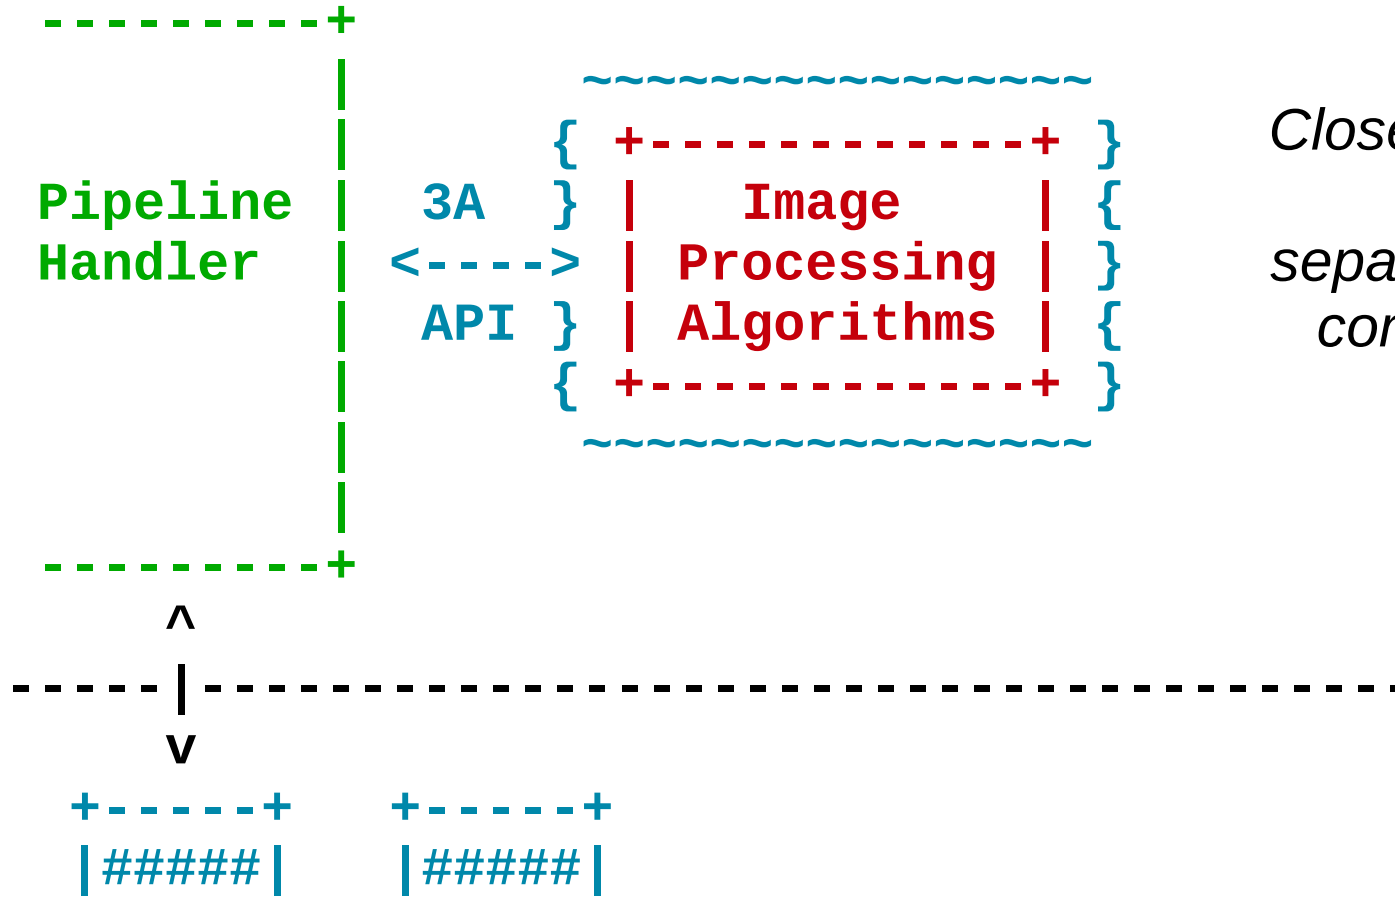 ----------+
|
| ~~~~~~~~~~~~~~~~
| { +------------+ }
Pipeline | 3A } | Image | {
Handler | <----> | Processing | }
| API } | Algorithms | {
| { +------------+ }
| ~~~~~~~~~~~~~~~~
|
----------+
^
-----|--------------------------------------
v
+-----+ +-----+
|#####| |#####|